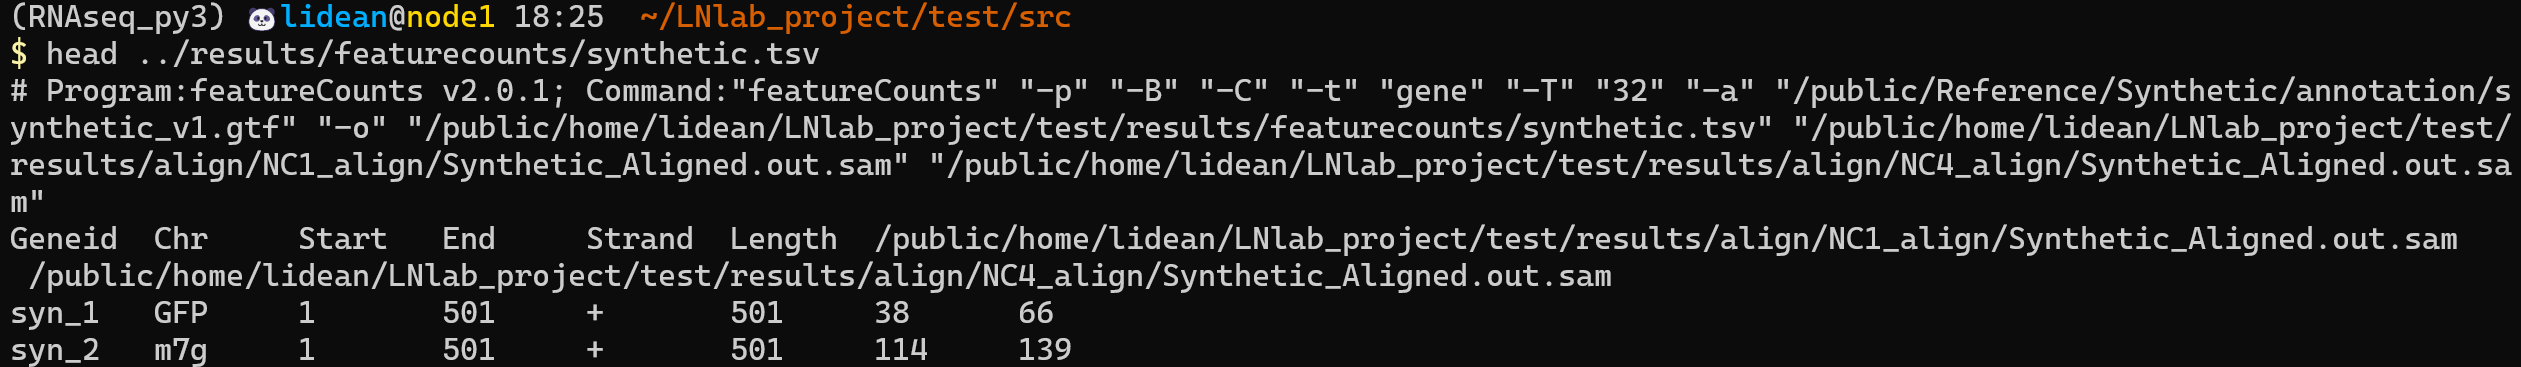 (RNAseq_py3) 🐼lidean@node1 18:25  ~/LNlab_project/test/src
$ head ../results/featurecounts/synthetic.tsv
# Program:featureCounts v2.0.1; Command:"featureCounts" "-p" "-B" "-C" "-t" "gene" "-T" "32" "-a" "/public/Reference/Synthetic/annotation/s
ynthetic_v1.gtf" "-o" "/public/home/lidean/LNlab_project/test/results/featurecounts/synthetic.tsv" "/public/home/lidean/LNlab_project/test/
results/align/NC1_align/Synthetic_Aligned.out.sam" "/public/home/lidean/LNlab_project/test/results/align/NC4_align/Synthetic_Aligned.out.sa
m"
Geneid  Chr     Start   End     Strand  Length  /public/home/lidean/LNlab_project/test/results/align/NC1_align/Synthetic_Aligned.out.sam
 /public/home/lidean/LNlab_project/test/results/align/NC4_align/Synthetic_Aligned.out.sam
syn_1   GFP     1       501     +       501     38      66
syn_2   m7g     1       501     +       501     114     139